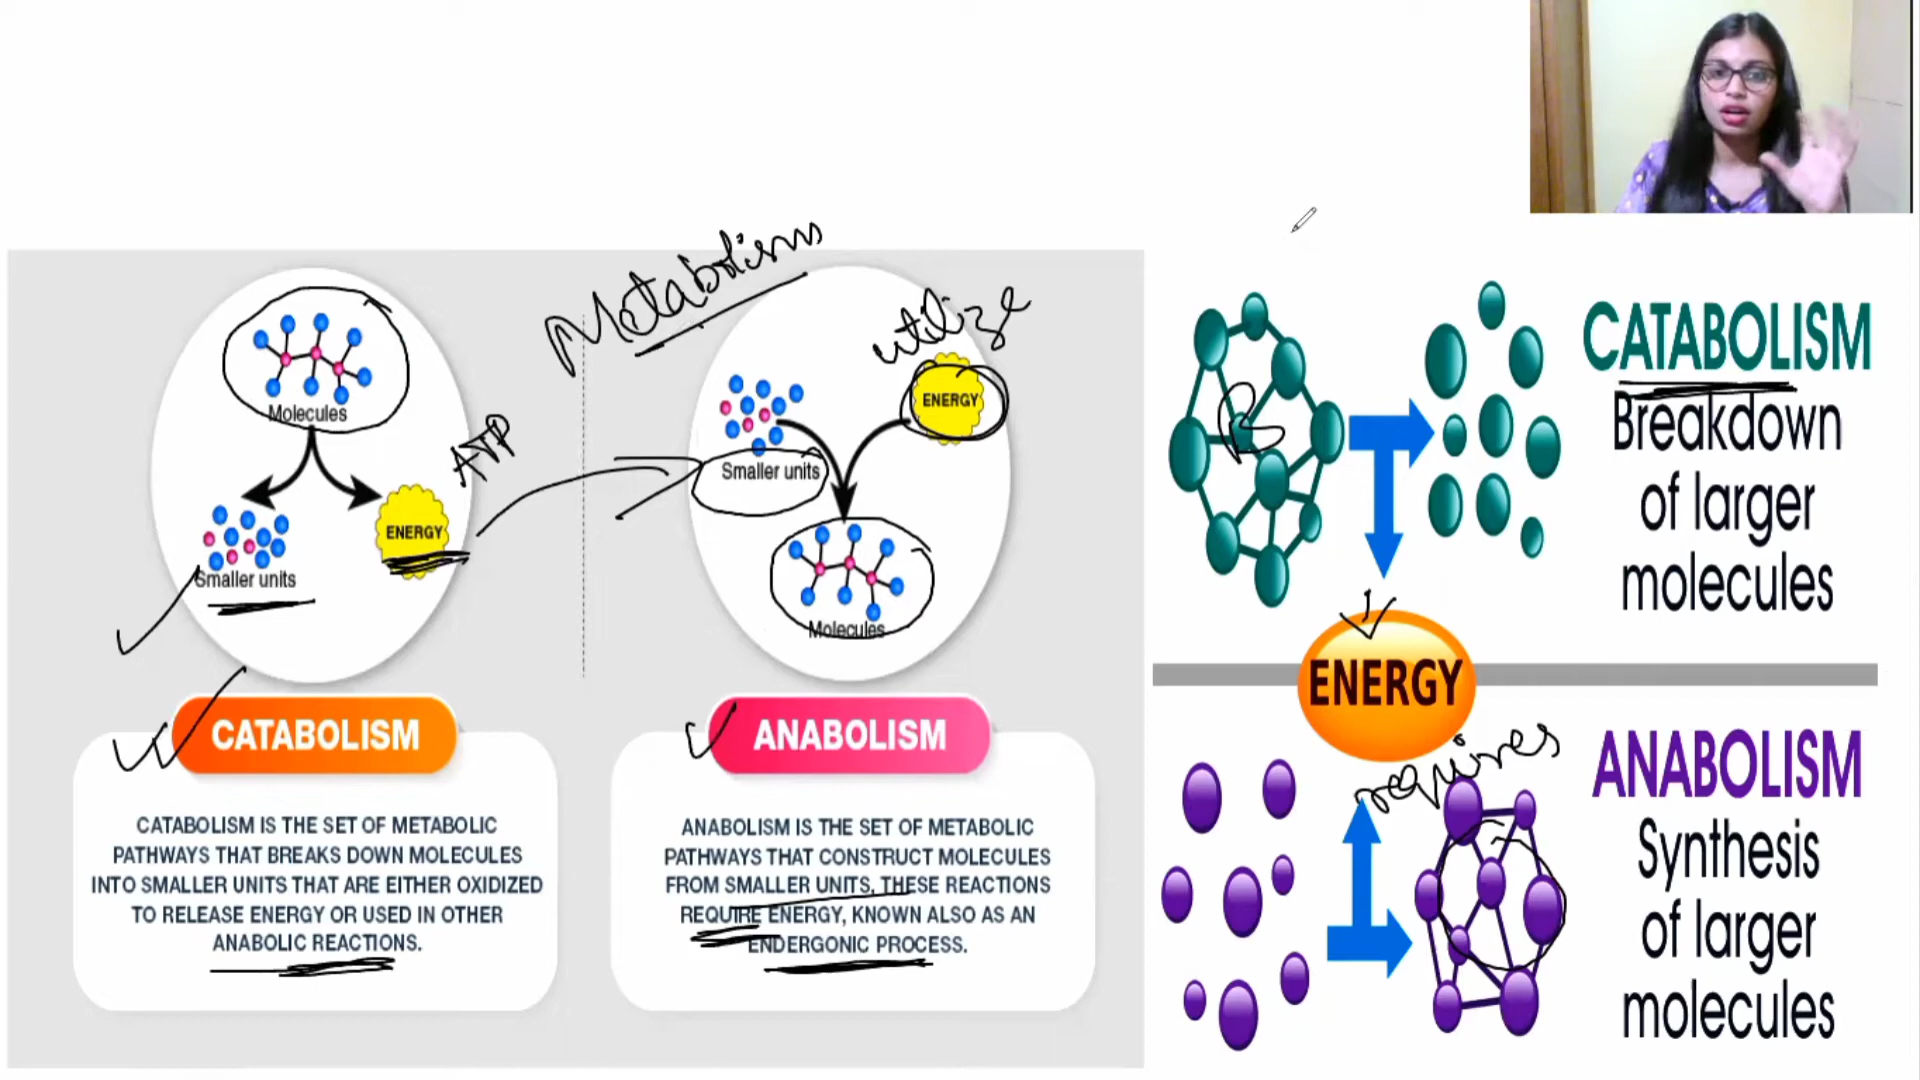 Metabolism
Molecules
ATP
ENERGY
Smaller units
CATABOLISM
CATABOLISM IS THE SET OF METABOLIC
PATHWAYS THAT BREAKS DOWN MOLECULES
INTO SMALLER UNITS THAT ARE EITHER OXIDIZED
TO RELEASE ENERGY OR USED IN OTHER
ANABOLIC REACTIONS.
utilize
ENERGY
Smaller units
Molecules
ANABOLISM
ANABOLISM IS THE SET OF METABOLIC
PATHWAYS THAT CONSTRUCT MOLECULES
FROM SMALLER UNITS, THESE REACTIONS
REQUIRE ENERGY, KNOWN ALSO AS AN
ENDERGONIC PROCESS.
CATABOLISM
Breakdown
of larger
molecules
B
ENERGY
requires
ANABOLISM
Synthesis
of larger
molecules